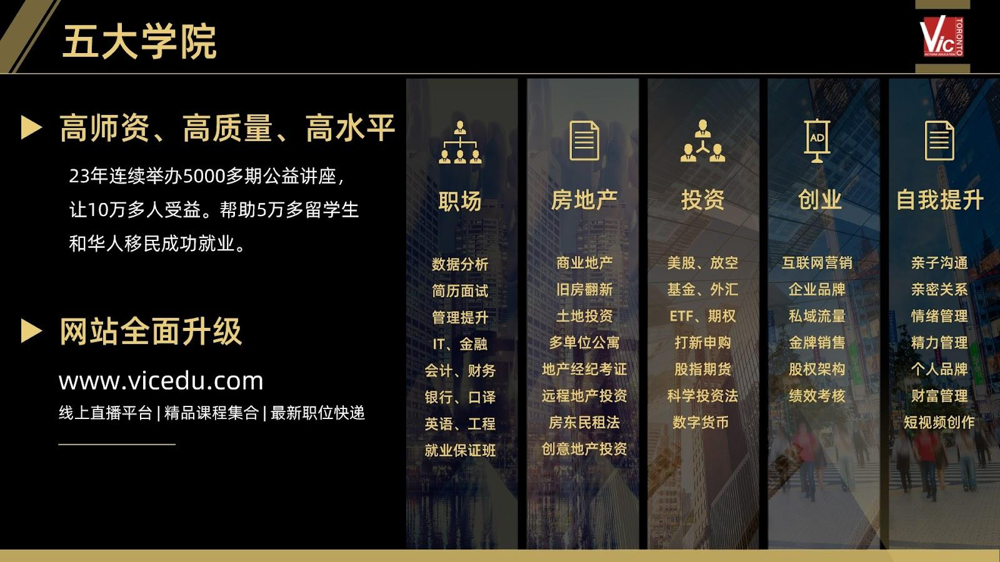 五大学院
Vic
TORONTO
VICTORIA EDUCATION
高师资、高质量、高水平
23年连续举办5000多期公益讲座，
让10万多人受益。帮助5万多留学生
和华人移民成功就业。
网站全面升级
www.vicedu.com
线上直播平台 | 精品课程集合 | 最新职位快递
职场
数据分析
简历面试
管理提升
IT、金融
会计、财务
银行、口译
英语、工程
就业保证班
房地产
商业地产
旧房翻新
土地投资
多单位公寓
地产经纪考证
远程地产投资
房东民租法
创意地产投资
投资
美股、放空
基金、外汇
ETF、期权
打新申购
股指期货
科学投资法
数字货币
AD
创业
互联网营销
企业品牌
私域流量
金牌销售
股权架构
绩效考核
自我提升
亲子沟通
亲密关系
情绪管理
精力管理
个人品牌
财富管理
短视频创作